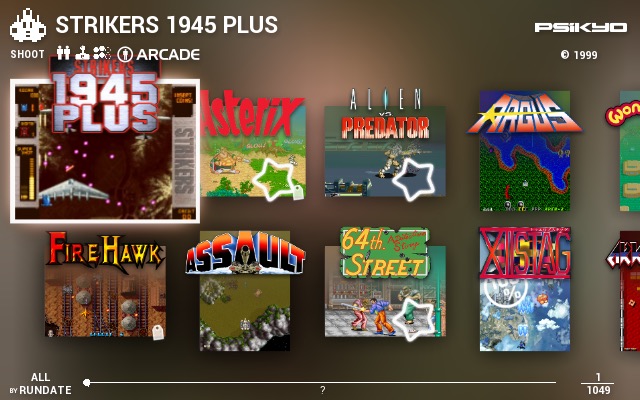 STRIKERS 1945 PLUS
PSIKYO
SHOOT
ARCADE
© 1999
STRIKERS
1945
PLUS
INSERT
STRIKERS
Asterix
ALIEN
VS
PREDATOR
ARGUS
FIRE HAWK
ASSAULT
64th.
STREET
ALL
BY RUNDATE
?
1
1049